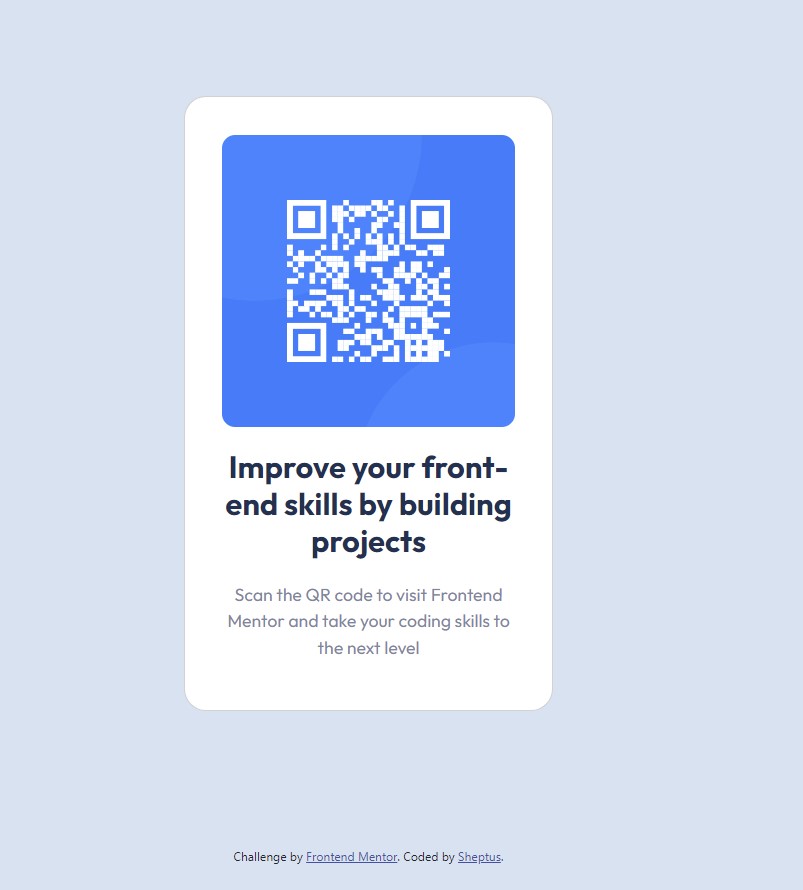 Improve your front-
end skills by building
projects
Scan the QR code to visit Frontend
Mentor and take your coding skills to
the next level
Challenge by Frontend Mentor. Coded by Sheptus.